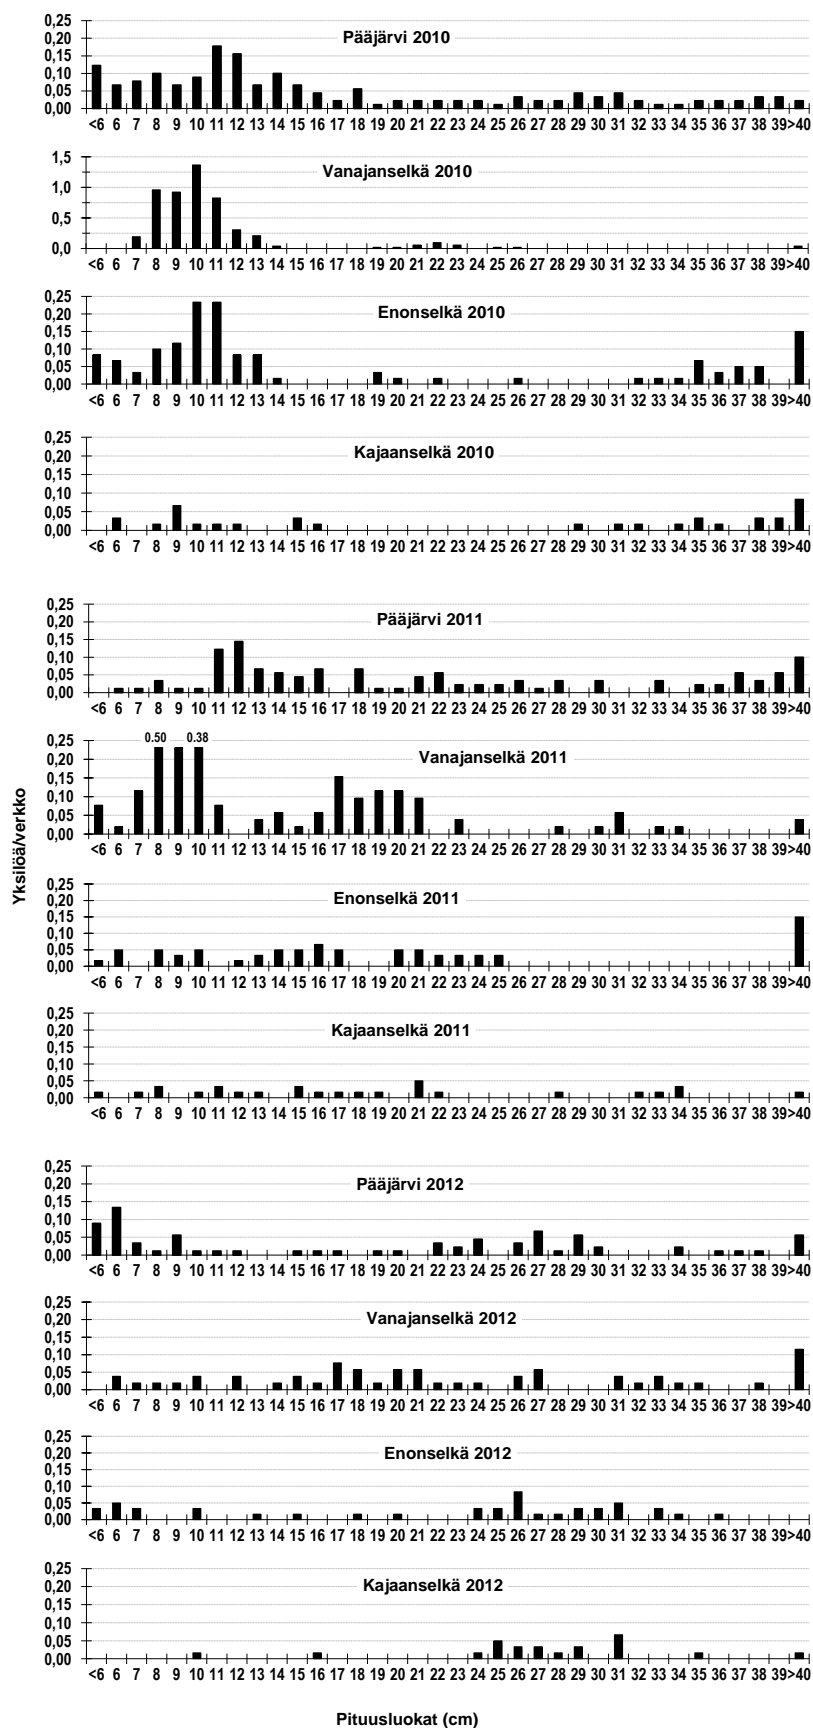 Pääjärvi 2010
0,25
0,20
0,15
0,10
0,05
0,00
<6 6 7 8 9 10 11 12 13 14 15 16 17 18 19 20 21 22 23 24 25 26 27 28 29 30 31 32 33 34 35 36 37 38 39 >40
Vanajanselkä 2010
1,5
1,0
0,5
0,0
<6 6 7 8 9 10 11 12 13 14 15 16 17 18 19 20 21 22 23 24 25 26 27 28 29 30 31 32 33 34 35 36 37 38 39 >40
Enonselkä 2010
0,25
0,20
0,15
0,10
0,05
0,00
<6 6 7 8 9 10 11 12 13 14 15 16 17 18 19 20 21 22 23 24 25 26 27 28 29 30 31 32 33 34 35 36 37 38 39 >40
Kajaanselkä 2010
0,25
0,20
0,15
0,10
0,05
0,00
<6 6 7 8 9 10 11 12 13 14 15 16 17 18 19 20 21 22 23 24 25 26 27 28 29 30 31 32 33 34 35 36 37 38 39 >40
Yksilöä/verkko
Pääjärvi 2011
0,25
0,20
0,15
0,10
0,05
0,00
<6 6 7 8 9 10 11 12 13 14 15 16 17 18 19 20 21 22 23 24 25 26 27 28 29 30 31 32 33 34 35 36 37 38 39 >40
0.50 0.38
Vanajanselkä 2011
0,25
0,20
0,15
0,10
0,05
0,00
<6 6 7 8 9 10 11 12 13 14 15 16 17 18 19 20 21 22 23 24 25 26 27 28 29 30 31 32 33 34 35 36 37 38 39 >40
Enonselkä 2011
0,25
0,20
0,15
0,10
0,05
0,00
<6 6 7 8 9 10 11 12 13 14 15 16 17 18 19 20 21 22 23 24 25 26 27 28 29 30 31 32 33 34 35 36 37 38 39 >40
Kajaanselkä 2011
0,25
0,20
0,15
0,10
0,05
0,00
<6 6 7 8 9 10 11 12 13 14 15 16 17 18 19 20 21 22 23 24 25 26 27 28 29 30 31 32 33 34 35 36 37 38 39 >40
Pääjärvi 2012
0,25
0,20
0,15
0,10
0,05
0,00
<6 6 7 8 9 10 11 12 13 14 15 16 17 18 19 20 21 22 23 24 25 26 27 28 29 30 31 32 33 34 35 36 37 38 39 >40
Vanajanselkä 2012
0,25
0,20
0,15
0,10
0,05
0,00
<6 6 7 8 9 10 11 12 13 14 15 16 17 18 19 20 21 22 23 24 25 26 27 28 29 30 31 32 33 34 35 36 37 38 39 >40
Enonselkä 2012
0,25
0,20
0,15
0,10
0,05
0,00
<6 6 7 8 9 10 11 12 13 14 15 16 17 18 19 20 21 22 23 24 25 26 27 28 29 30 31 32 33 34 35 36 37 38 39 >40
Kajaanselkä 2012
0,25
0,20
0,15
0,10
0,05
0,00
<6 6 7 8 9 10 11 12 13 14 15 16 17 18 19 20 21 22 23 24 25 26 27 28 29 30 31 32 33 34 35 36 37 38 39 >40
Pituusluokat (cm)